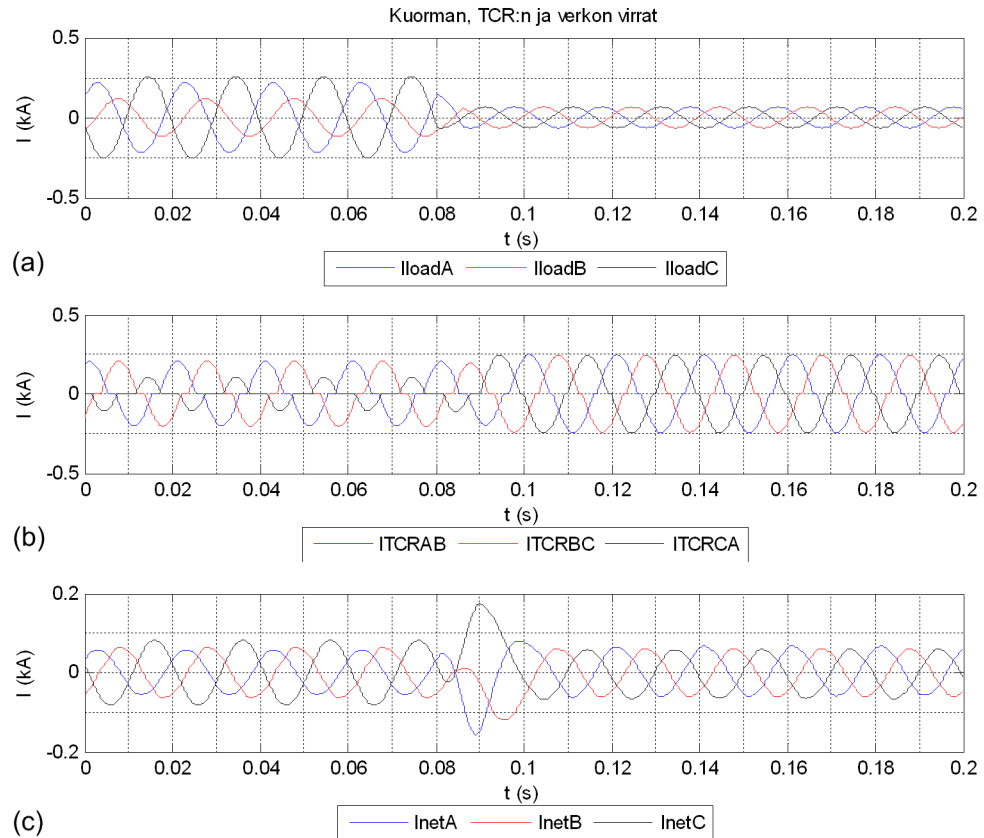 Kuorman, TCR:n ja verkon virrat
0.5
0
-0.5
I (kA)
0 0.02 0.04 0.06 0.08 0.1 0.12 0.14 0.16 0.18 0.2
t (s)
(a)
IloadA IloadB IloadC
0.5
0
-0.5
I (kA)
0 0.02 0.04 0.06 0.08 0.1 0.12 0.14 0.16 0.18 0.2
t (s)
(b)
ITCRAB ITCRBC ITCRCA
0.2
0
-0.2
I (kA)
0 0.02 0.04 0.06 0.08 0.1 0.12 0.14 0.16 0.18 0.2
t (s)
(c)
InetA InetB InetC